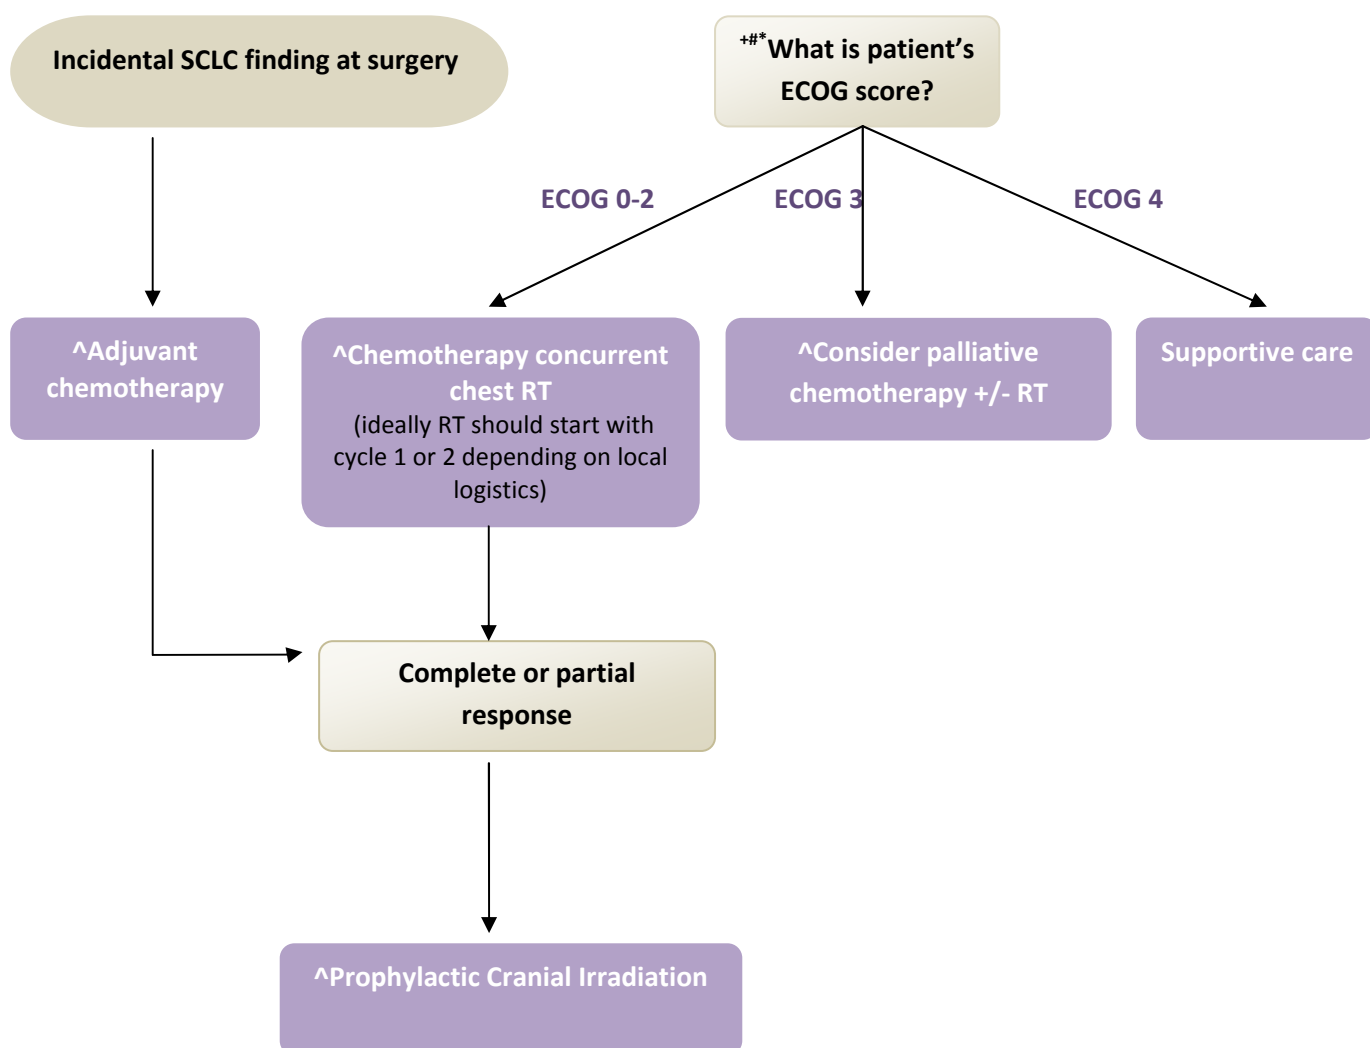 Incidental SCLC finding at surgery
+#*What is patient’s
ECOG score?
ECOG 0-2
ECOG 3
ECOG 4
^Adjuvant
chemotherapy
^Chemotherapy concurrent
chest RT
(ideally RT should start with
cycle 1 or 2 depending on local
logistics)
^Consider palliative
chemotherapy +/- RT
Supportive care
Complete or partial
response
^Prophylactic Cranial Irradiation